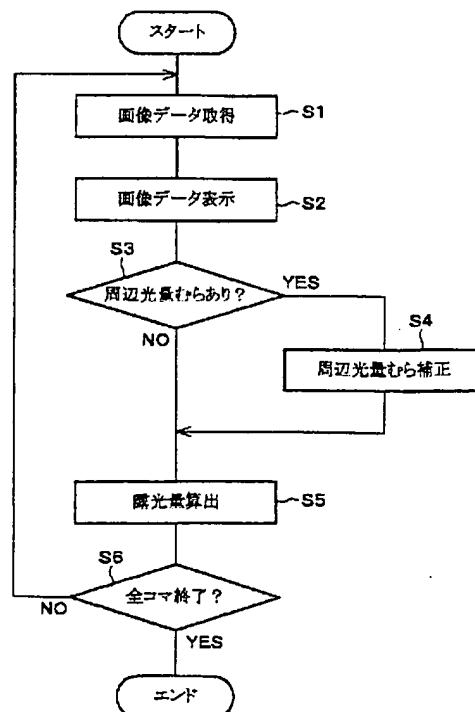 スタート
画像データ取得
S1
画像データ表示
S2
S3
周辺光量むらあり?
YES
NO
S4
周辺光量むら補正
露光量算出
S5
S6
全コマ終了?
NO
YES
エンド